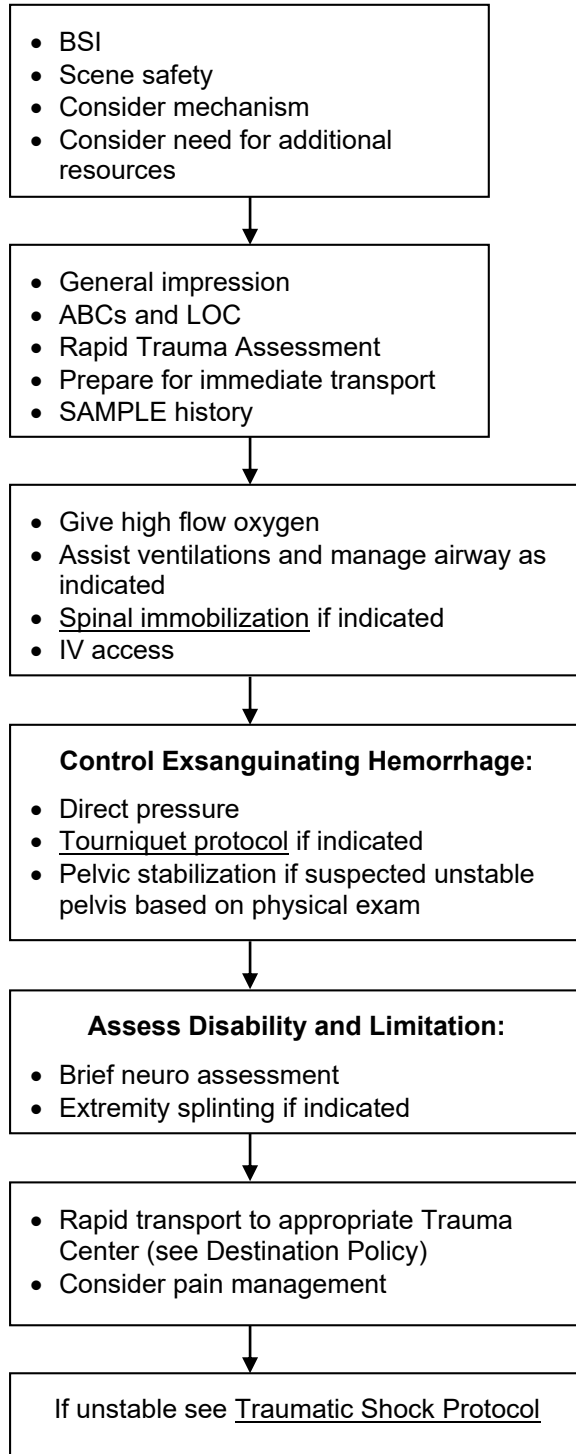 • BSI
• Scene safety
• Consider mechanism
• Consider need for additional
resources
• General impression
• ABCs and LOC
• Rapid Trauma Assessment
• Prepare for immediate transport
• SAMPLE history
• Give high flow oxygen
• Assist ventilations and manage airway as
indicated
• Spinal immobilization if indicated
• IV access
Control Exsanguinating Hemorrhage:
• Direct pressure
• Tourniquet protocol if indicated
• Pelvic stabilization if suspected unstable
pelvis based on physical exam
Assess Disability and Limitation:
• Brief neuro assessment
• Extremity splinting if indicated
• Rapid transport to appropriate Trauma
Center (see Destination Policy)
• Consider pain management
If unstable see Traumatic Shock Protocol